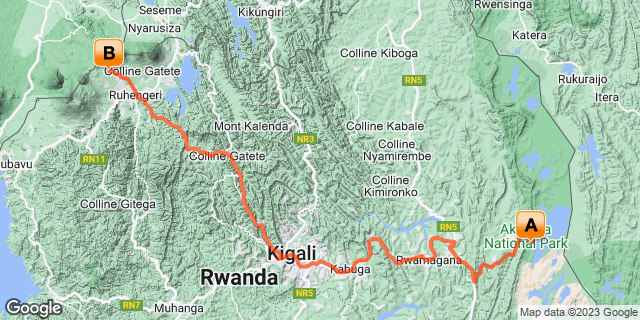 Seseme
Nyarusiza
Kikungiri
Katera
Rwensinga
Rukuraijo
Itera
Colline Kiboga
RN5
B
Colline Gatete
Ruhengeri
Mont Kalenda
NR3
Colline Kabale
Colline Gatete
Colline
Nyamirembe
ubavu
RN11
Colline Gitega
Colline
Kimironko
RN5
A
National Park
Kigali
Kabuga
Rwamagana
Rwanda
RN7
Muhanga
NR5
Google
Map Data ©2023 Google